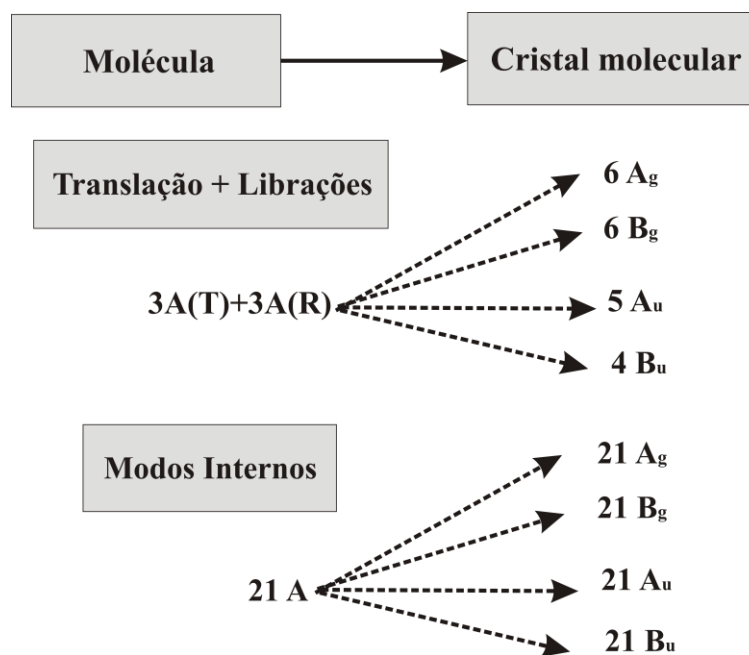 Molécula
Cristal molecular
Translação + Librações
6 Ag
6 Bg
3A(T)+3A(R)
5 Au
4 Bu
Modos Internos
21 Ag
21 Bg
21 A
21 Au
21 Bu